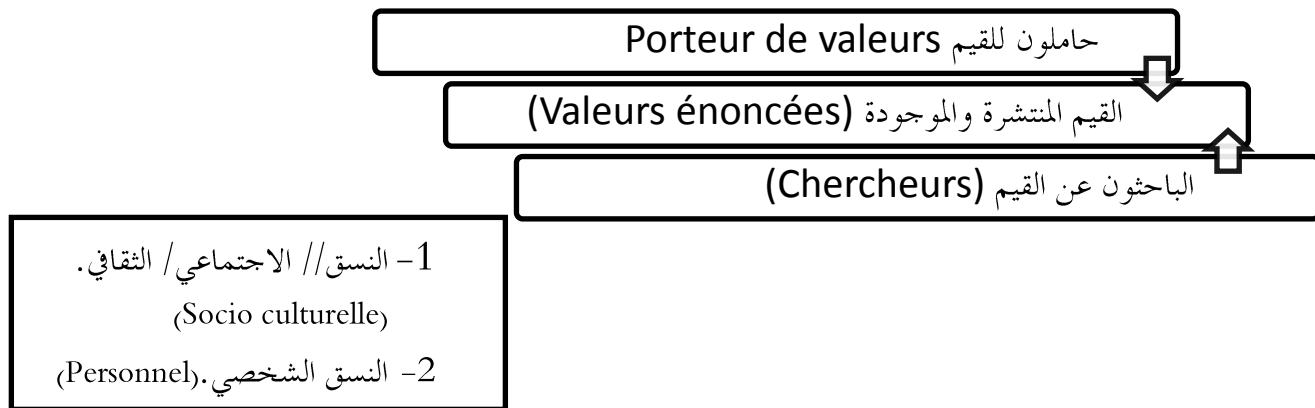 حاملون للقيم Porteur de valeurs
القيم المنتشرة والموجودة (Valeurs énoncées)
الباحثون عن القيم (Chercheurs)
1- النسق// الاجتماعي/ الثقافي.
(Socio culturelle)
2- النسق الشخصي.(Personnel)